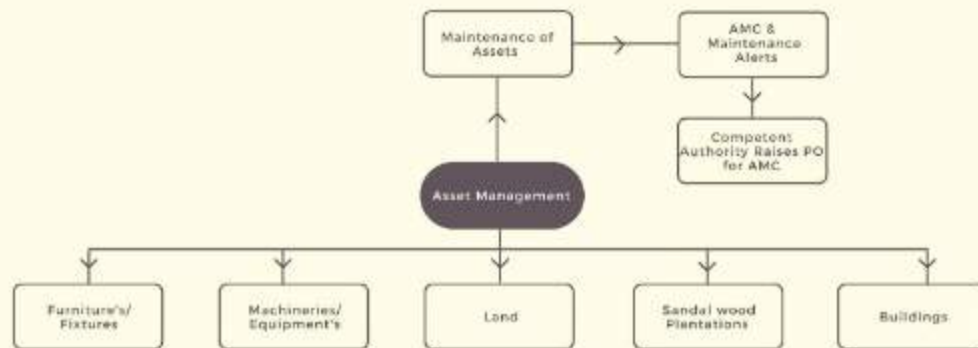 Maintenance of
Assets
AMC &
Maintenance
Alerts
Competent
Authority Raises PO
for AMC
Asset Management
Furniture's/
Fixtures
Machineries/
Equipment's
Land
Sandal wood
Plantations
Buildings